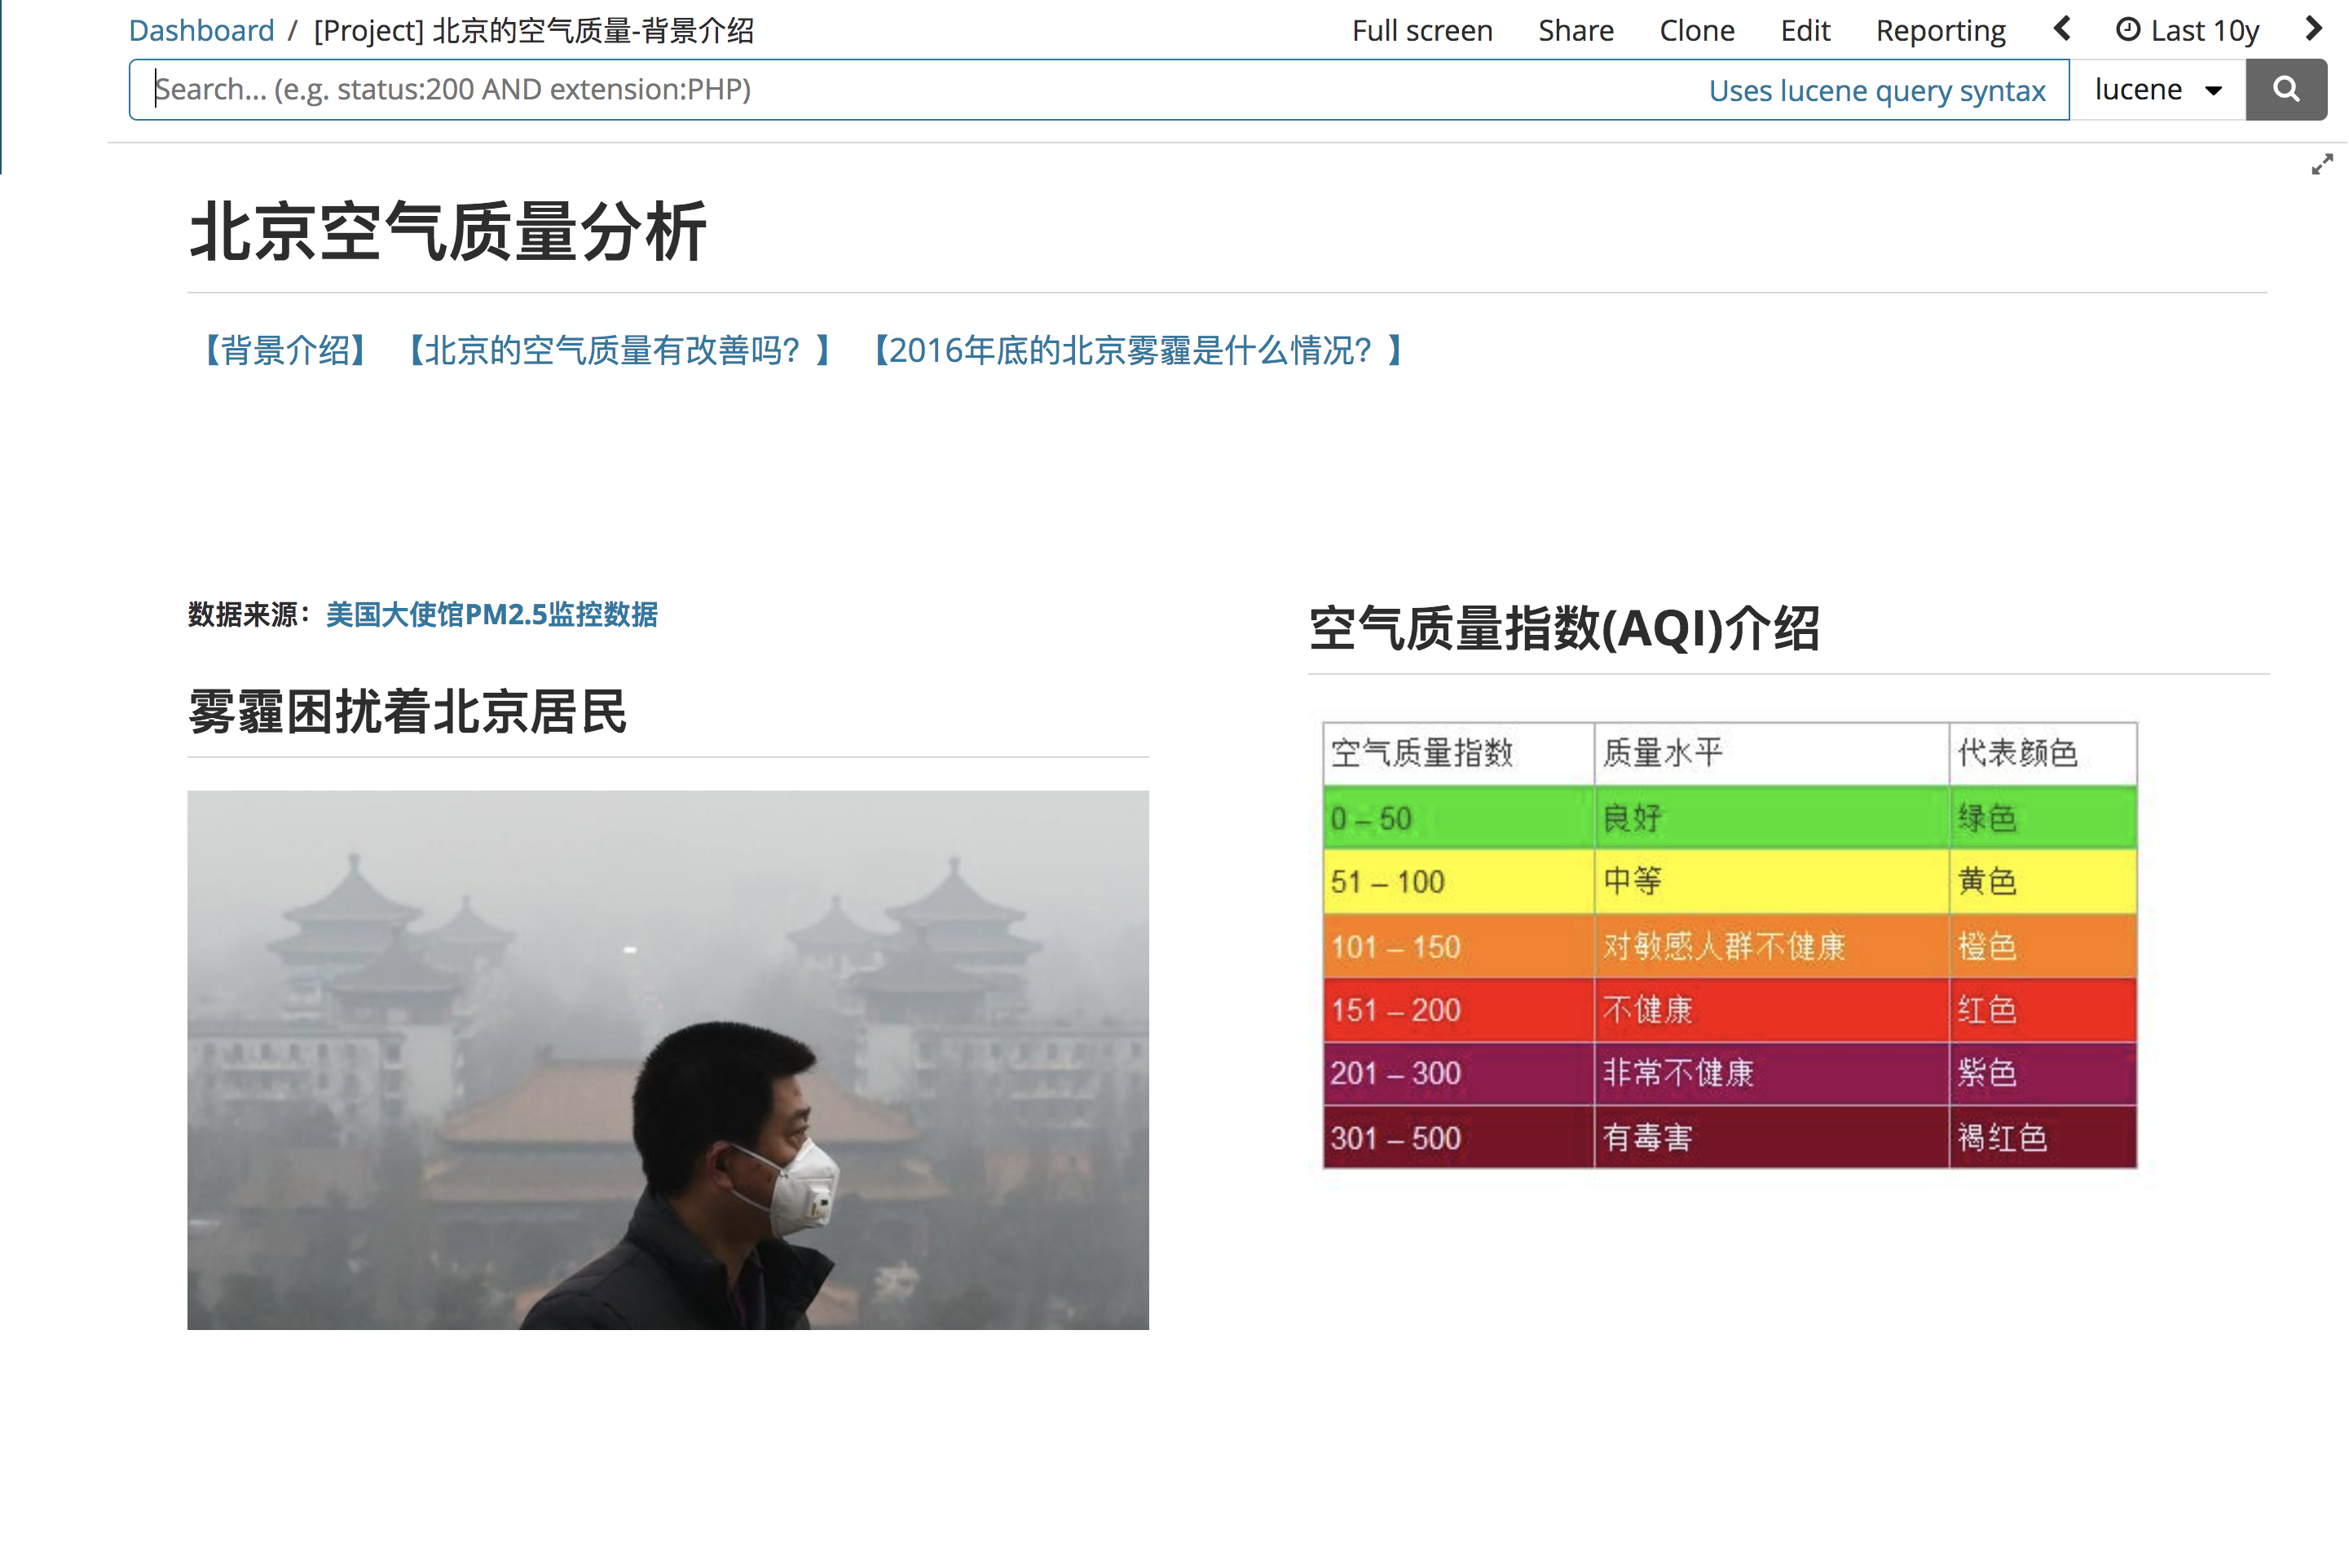 Dashboard / [Project] 北京的空气质量-背景介绍 Full screen Share Clone Edit Reporting Last 10y
Search... (e.g. status:200 AND extension:PHP) Uses lucene query syntax lucene
北京空气质量分析
【背景介绍】 【北京的空气质量有改善吗？】 【2016年底的北京雾霾是什么情况？】
数据来源：美国大使馆PM2.5监控数据
雾霾困扰着北京居民
空气质量指数(AQI)介绍
空气质量指数 质量水平 代表颜色
0 – 50 良好 绿色
51 – 100 中等 黄色
101 – 150 对敏感人群不健康 橙色
151 – 200 不健康 红色
201 – 300 非常不健康 紫色
301 – 500 有毒害 褐红色